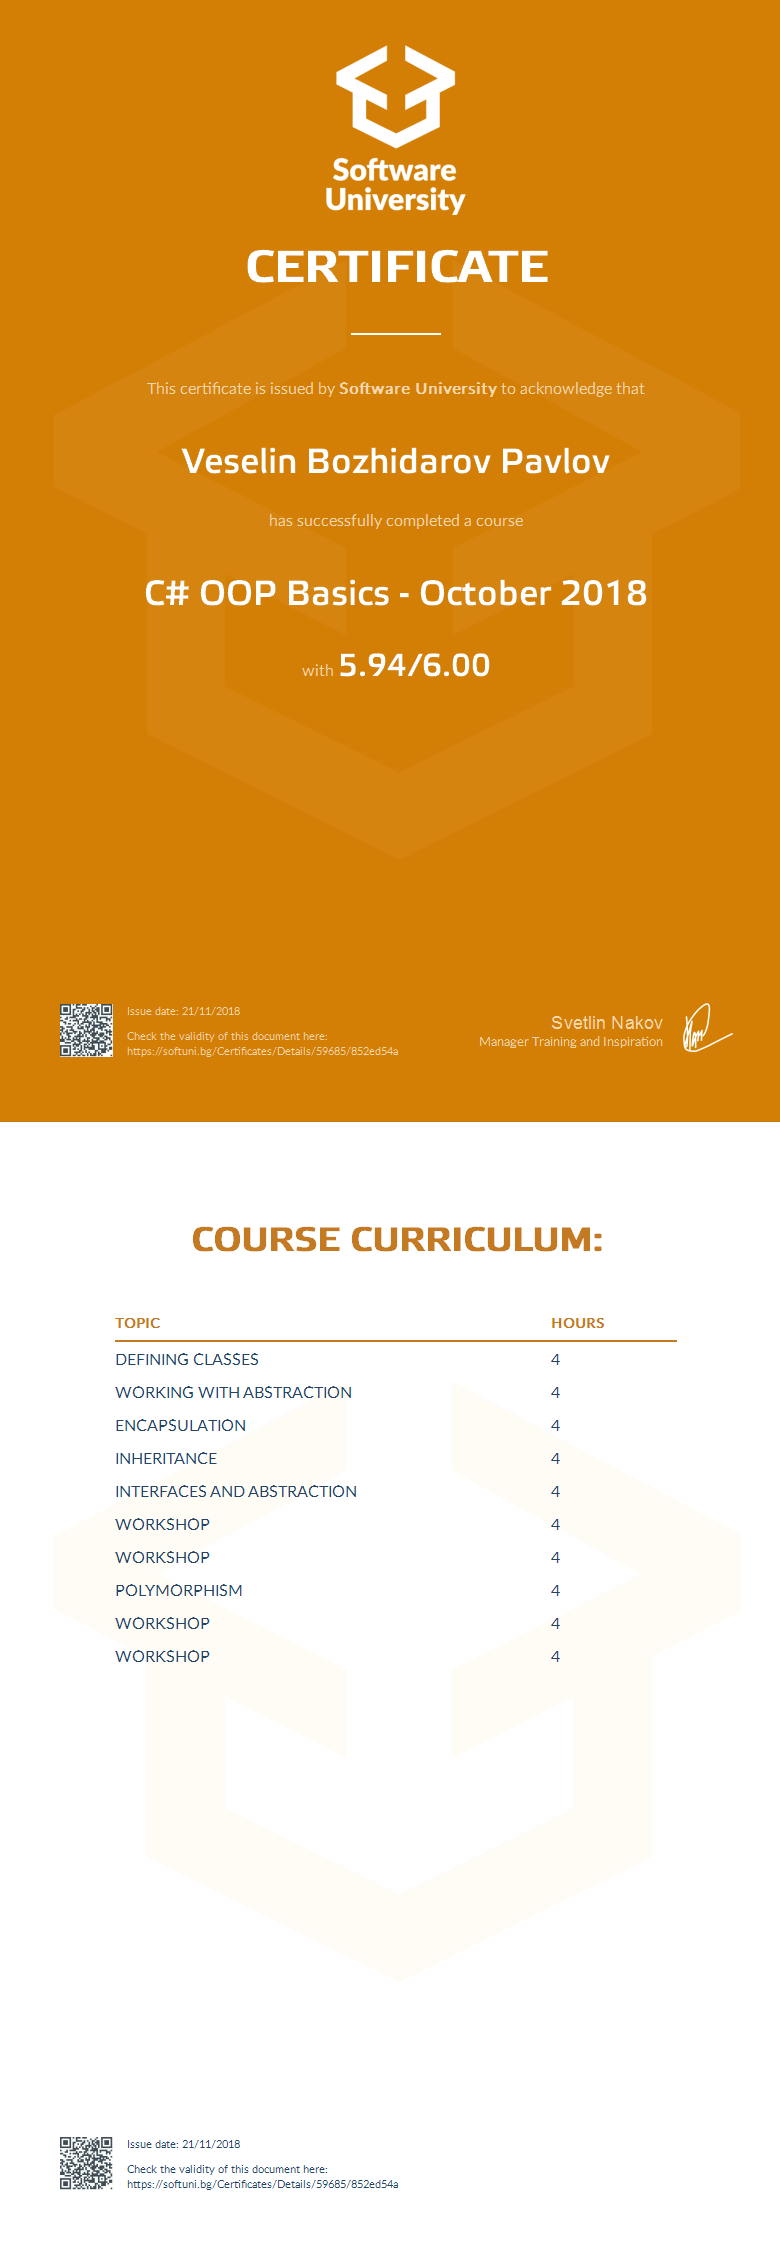 Software
University
CERTIFICATE
This certificate is issued by Software University to acknowledge that
Veselin Bozhidarov Pavlov
has successfully completed a course
C# OOP Basics - October 2018
with 5.94/6.00
Issue date: 21/11/2018
Check the validity of this document here:
https://softuni.bg/Certificates/Details/59685/852ed54a
Svetlin Nakov
Manager Training and Inspiration
COURSE CURRICULUM:
TOPIC HOURS
DEFINING CLASSES 4
WORKING WITH ABSTRACTION 4
ENCAPSULATION 4
INHERITANCE 4
INTERFACES AND ABSTRACTION 4
WORKSHOP 4
WORKSHOP 4
POLYMORPHISM 4
WORKSHOP 4
WORKSHOP 4
Issue date: 21/11/2018
Check the validity of this document here:
https://softuni.bg/Certificates/Details/59685/852ed54a